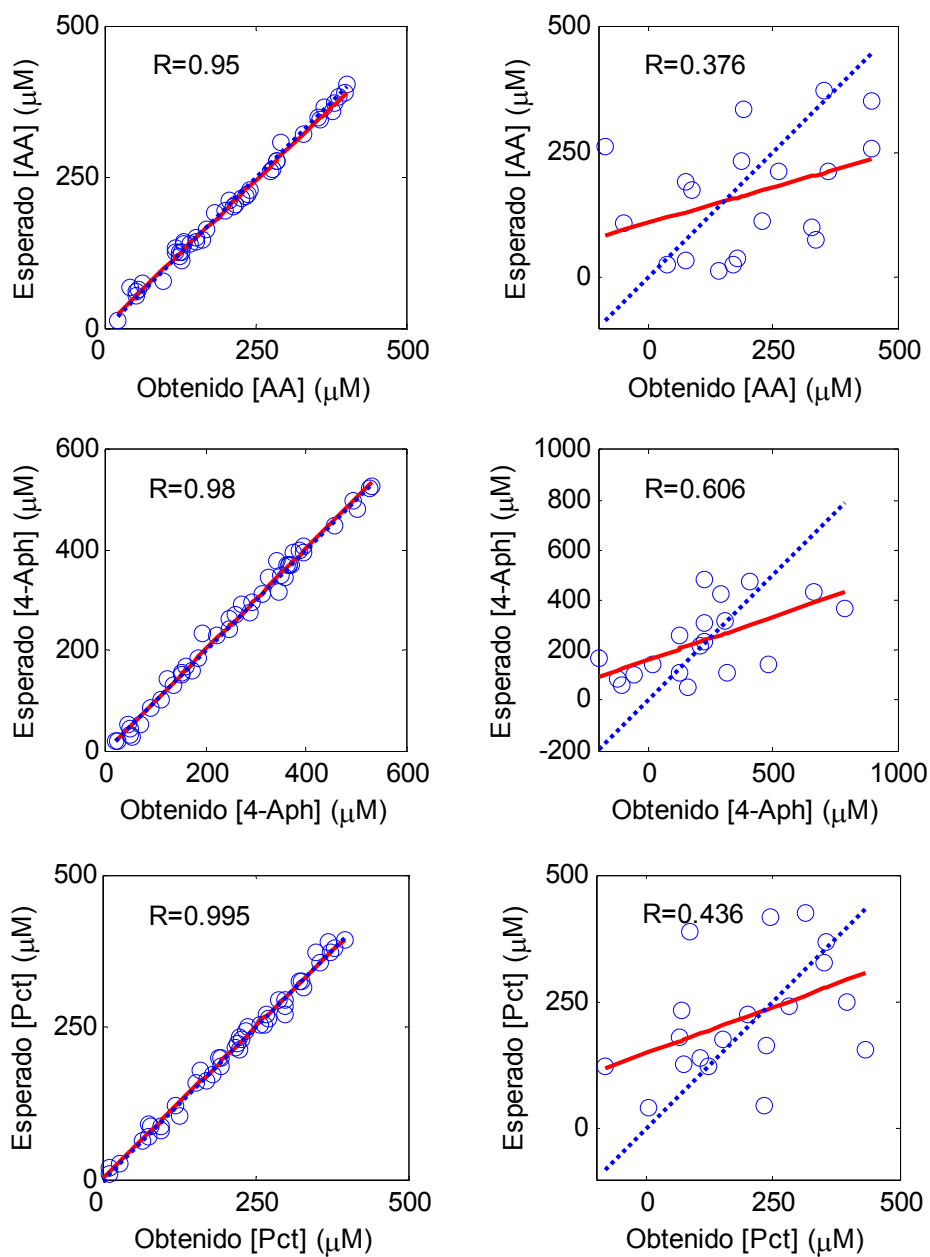 500
R=0.95
Esperado [AA] (μM)
250
0
0 250 500
Obtenido [AA] (μM)
500
R=0.376
Esperado [AA] (μM)
250
0
0 250 500
Obtenido [AA] (μM)
600
R=0.98
Esperado [4-Aph] (μM)
400
200
0
0 200 400 600
Obtenido [4-Aph] (μM)
1000
R=0.606
Esperado [4-Aph] (μM)
800
600
400
200
0
-200
0 500 1000
Obtenido [4-Aph] (μM)
500
R=0.995
Esperado [Pct] (μM)
250
0
0 250 500
Obtenido [Pct] (μM)
500
R=0.436
Esperado [Pct] (μM)
250
0
0 250 500
Obtenido [Pct] (μM)